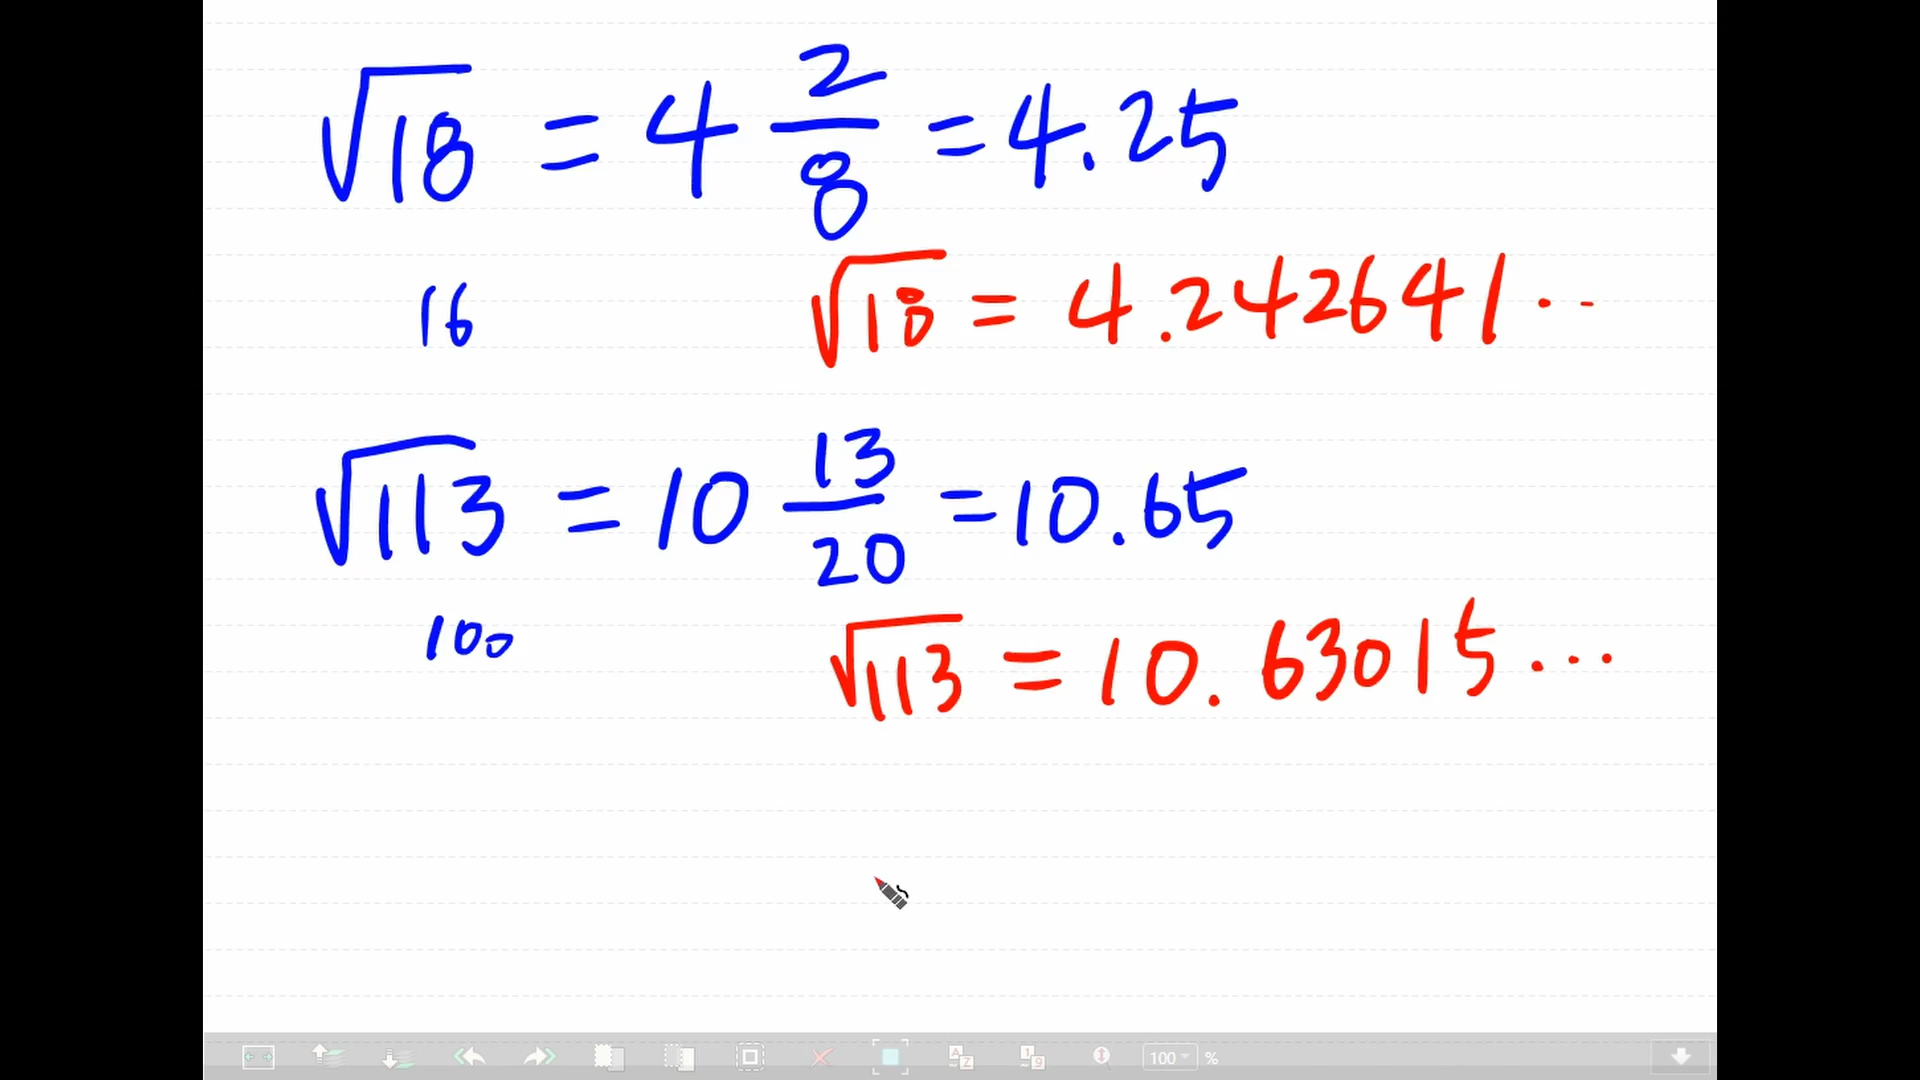 √18 = 4 2/8 = 4.25
16
√18 = 4.242641...
√113 = 10 13/20 = 10.65
100
√113 = 10.63015...
100 %